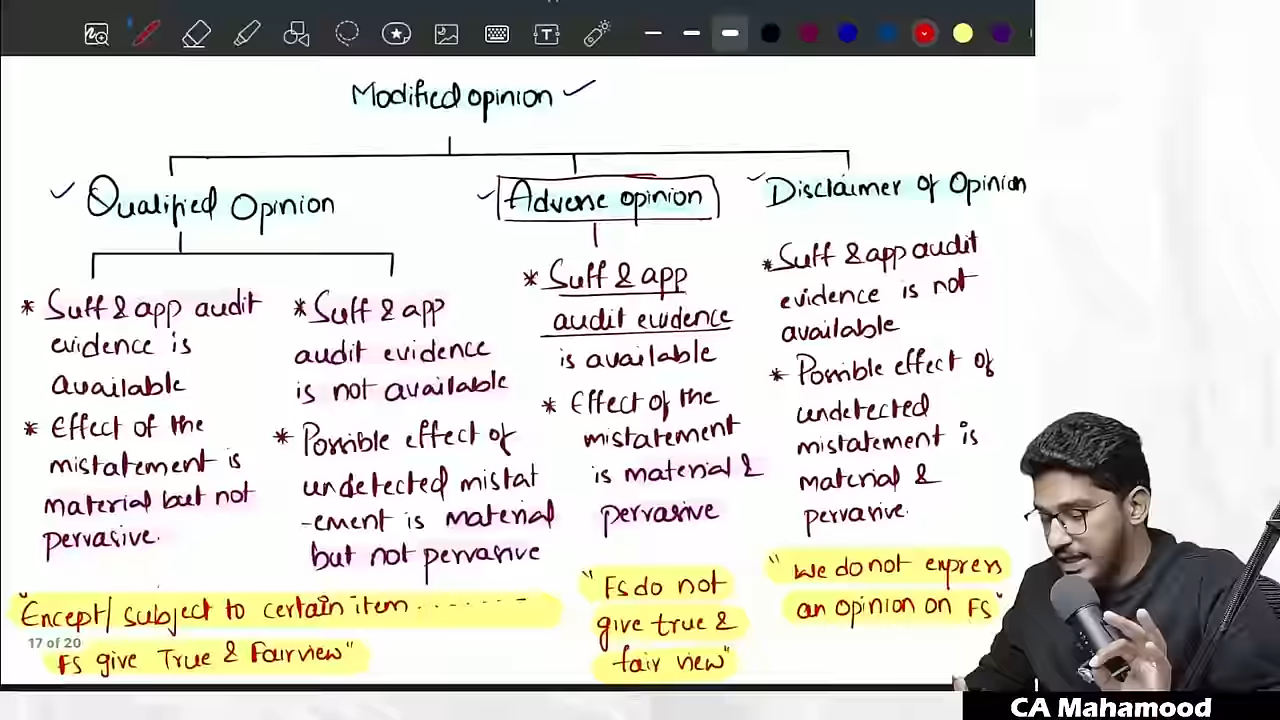 Modified opinion
Qualified Opinion
* Suff & app audit
evidence is
available
* Effect of the
mistatement is
material but not
pervasive.
* Suff & app
audit evidence
is not available
* Possible effect of
undetected mistat
-ement is material
but not pervasive
"Except/ subject to certain item ........
FS give True & Fair view"
Adverse opinion
* Suff & app
audit evidence
is available
* Effect of the
mistatement
is material &
pervasive
"FS do not
give true &
fair view"
Disclaimer of Opinion
* Suff & app audit
evidence is not
available
* Possible effect of
undetected
mistatement is
material &
pervasive.
"We do not express
an opinion on FS"
17 of 20
CA Mahamood